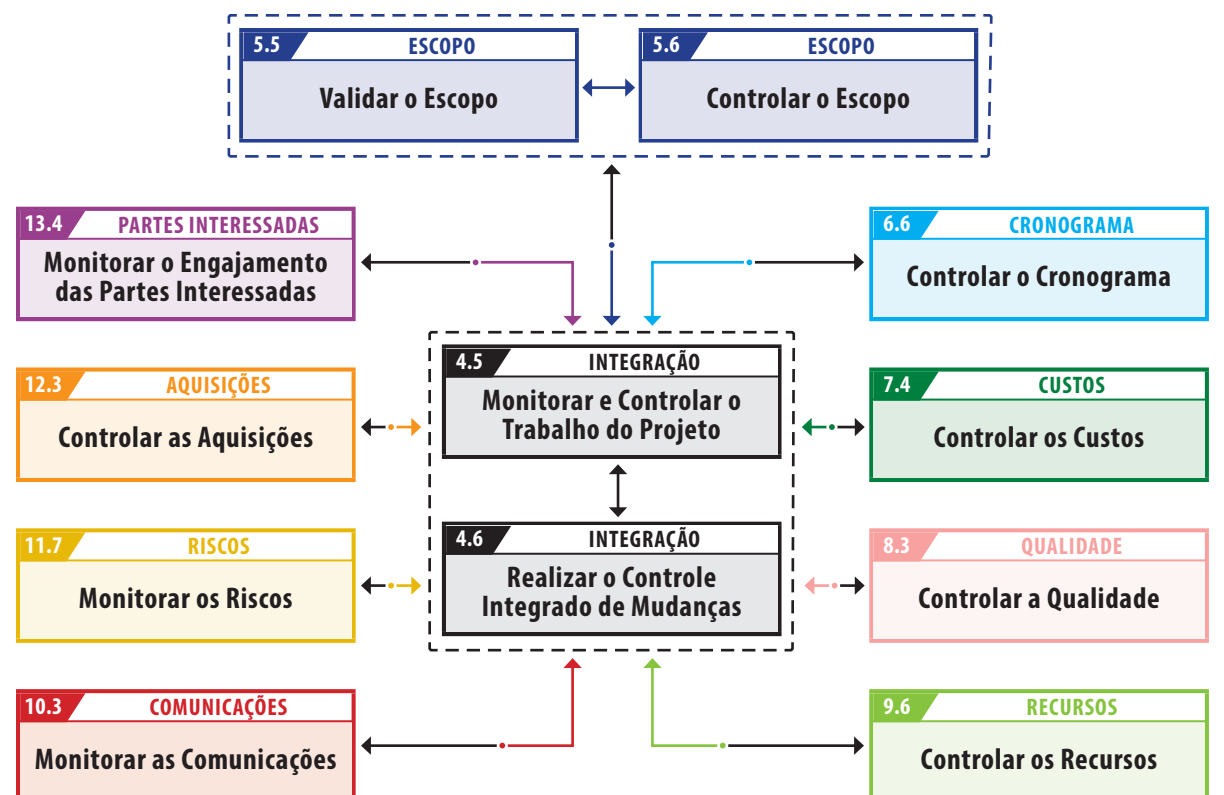 5.5 ESCOPO
Validar o Escopo
5.6 ESCOPO
Controlar o Escopo
13.4 PARTES INTERESSADAS
Monitorar o Engajamento
das Partes Interessadas
6.6 CRONOGRAMA
Controlar o Cronograma
4.5 INTEGRAÇÃO
Monitorar e Controlar o
Trabalho do Projeto
12.3 AQUISIÇÕES
Controlar as Aquisições
7.4 CUSTOS
Controlar os Custos
4.6 INTEGRAÇÃO
Realizar o Controle
Integrado de Mudanças
11.7 RISCOS
Monitorar os Riscos
8.3 QUALIDADE
Controlar a Qualidade
10.3 COMUNICAÇÕES
Monitorar as Comunicações
9.6 RECURSOS
Controlar os Recursos